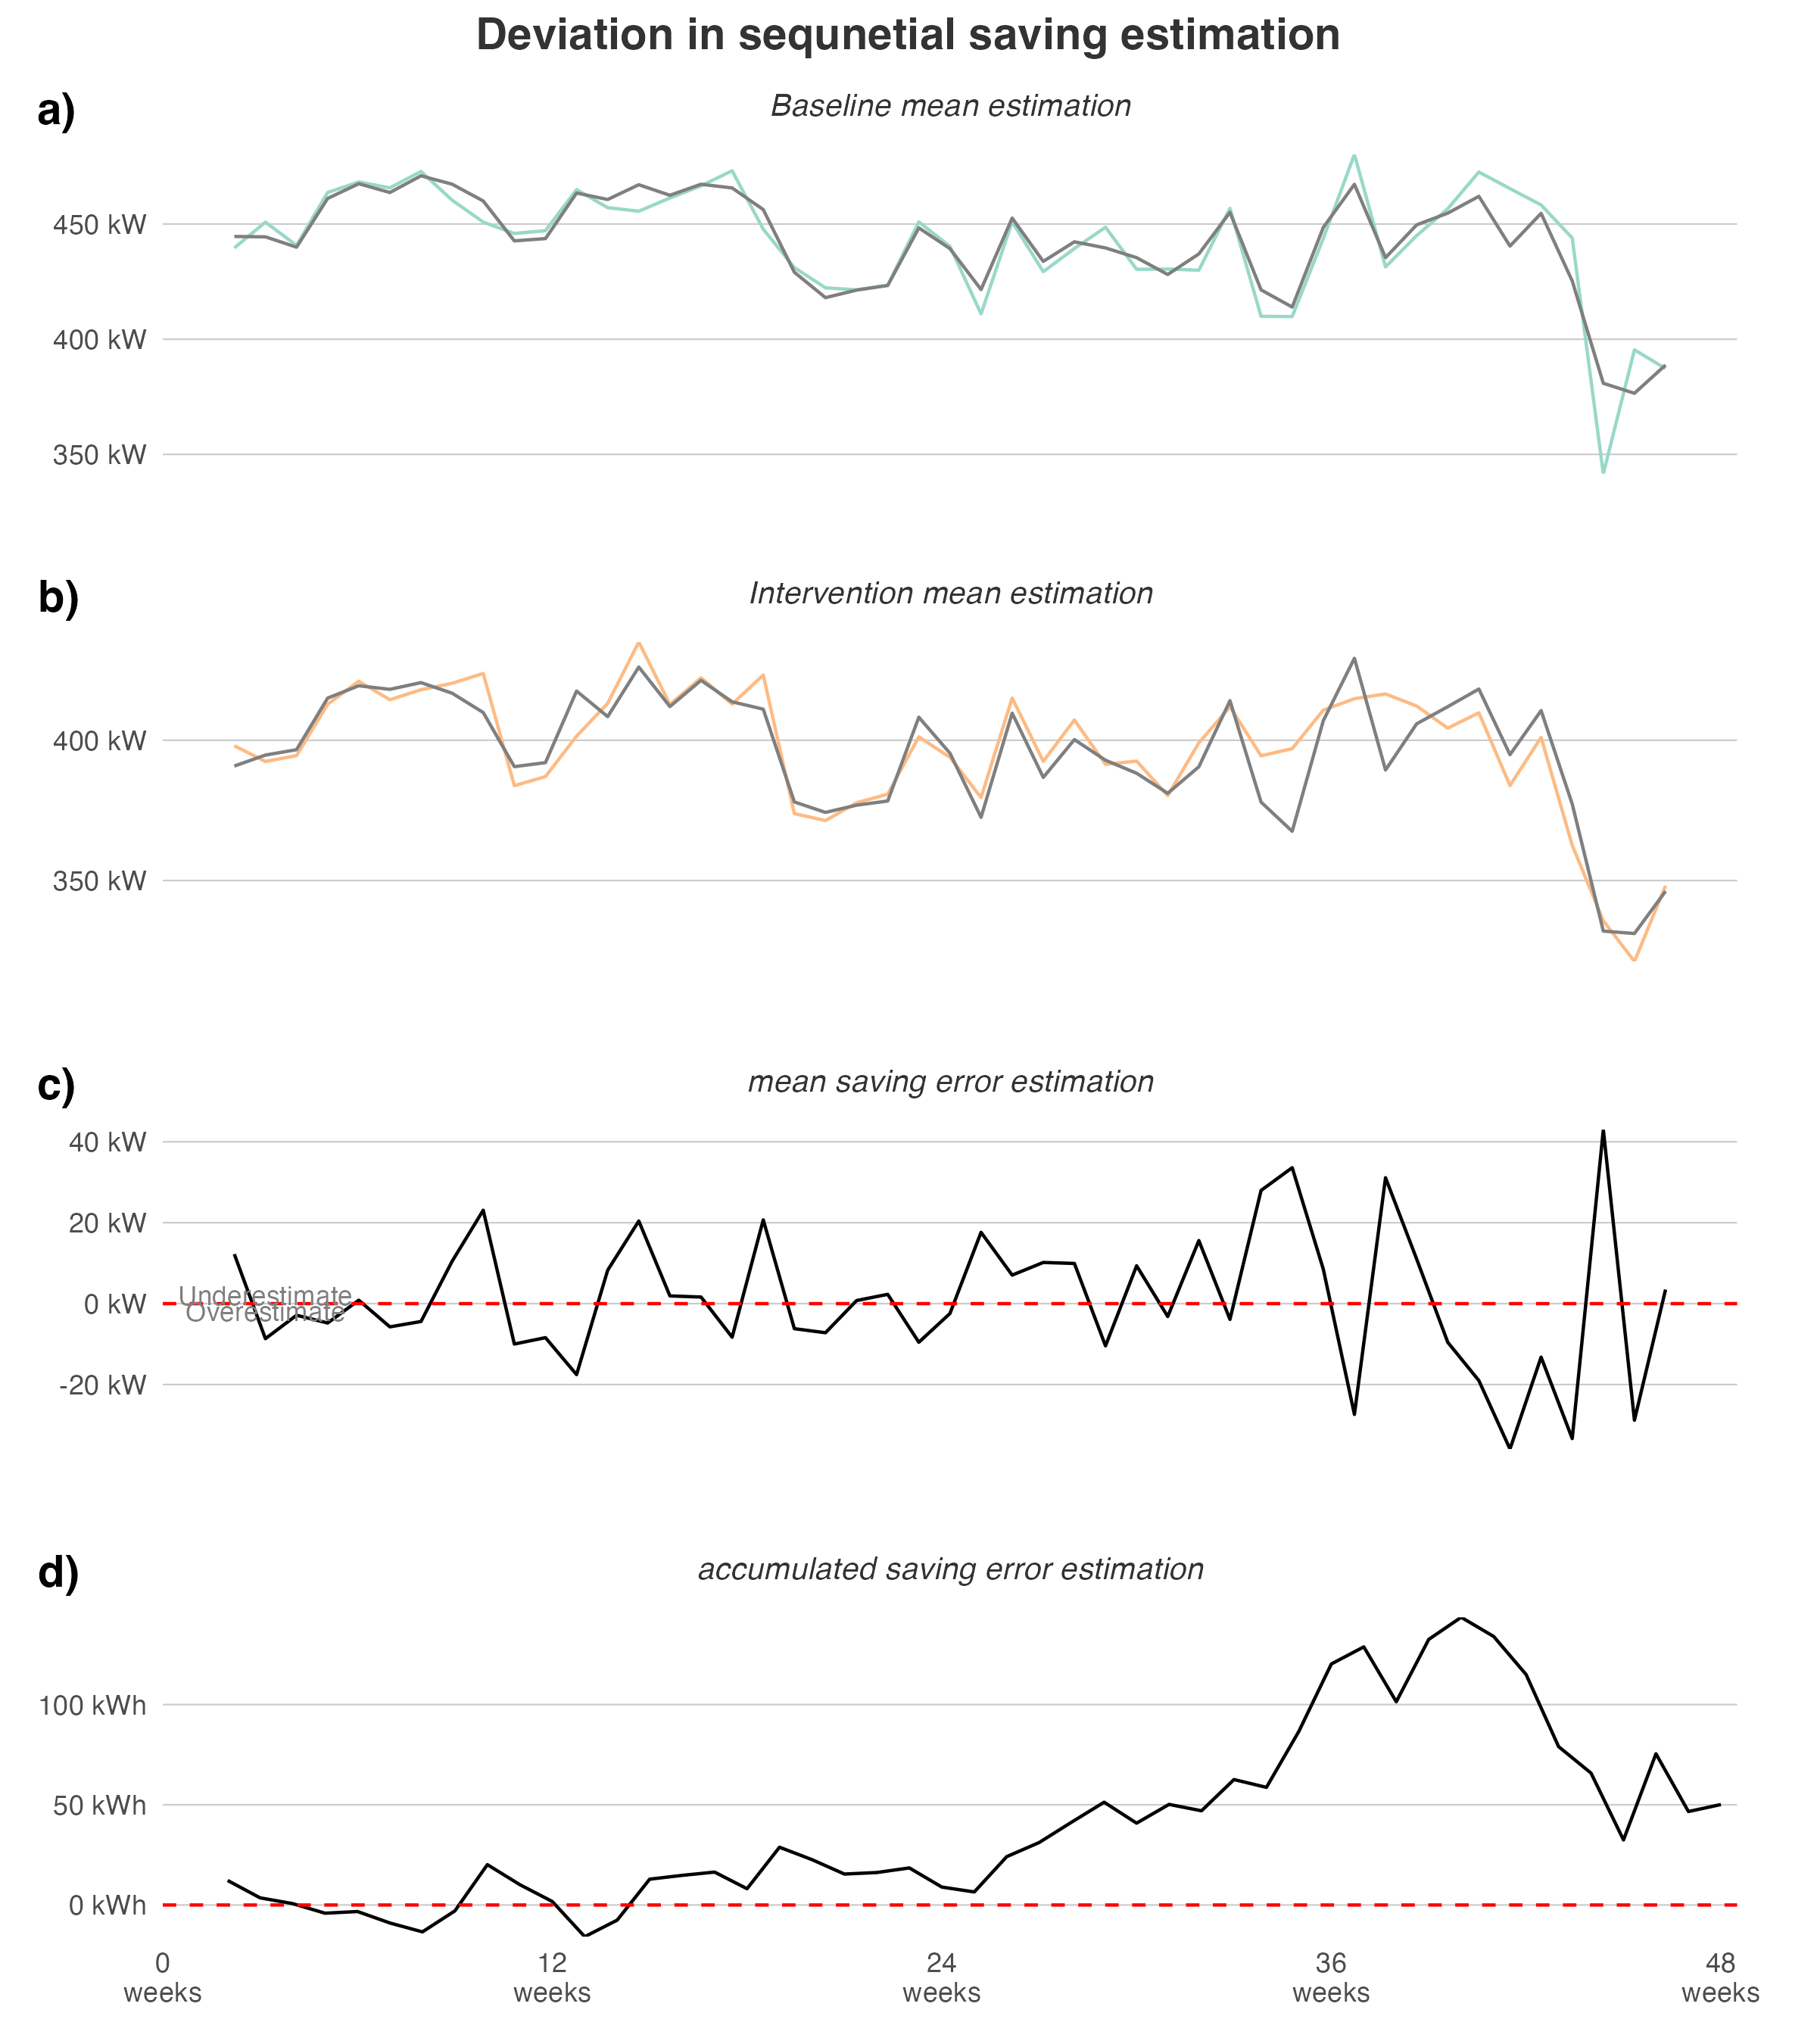 Deviation in sequnetial saving estimation
a)
Baseline mean estimation
450 kW
400 kW
350 kW
b)
Intervention mean estimation
400 kW
350 kW
c)
mean saving error estimation
40 kW
20 kW
Underestimate
0 kW
Overestimate
-20 kW
d)
accumulated saving error estimation
100 kWh
50 kWh
0 kWh
0 12 24 36 48
weeks weeks weeks weeks weeks